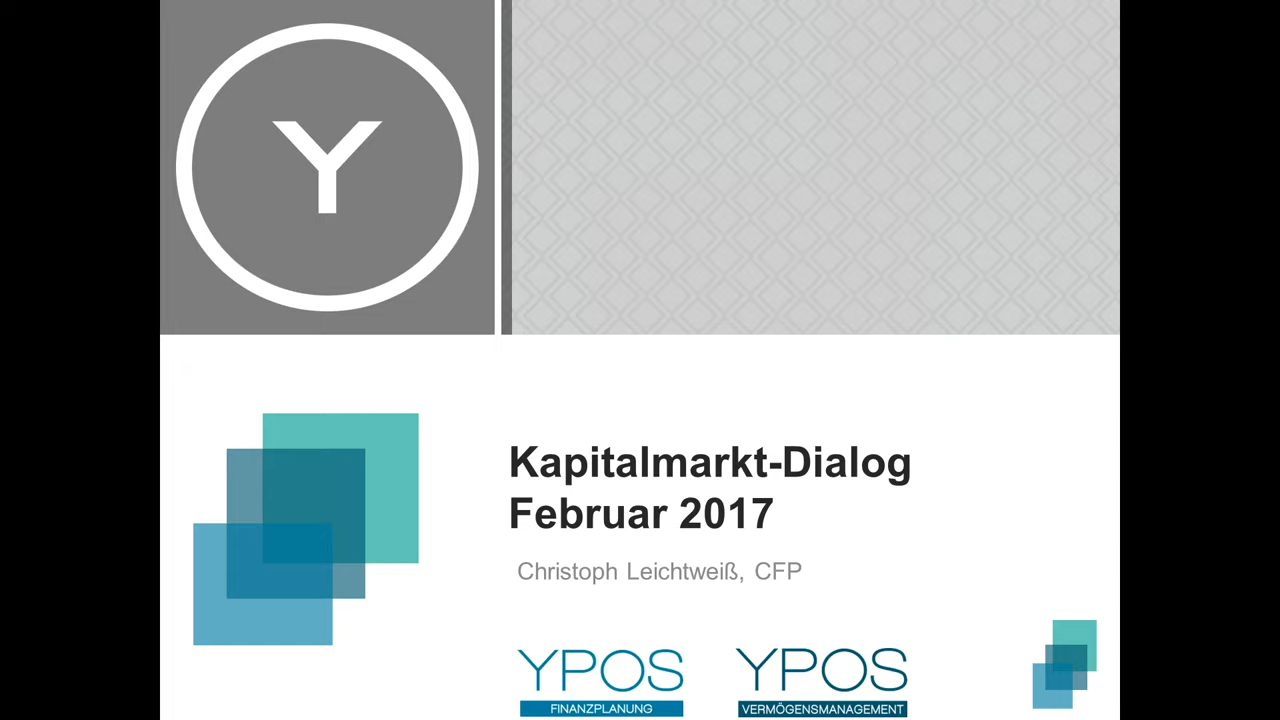 Y
Kapitalmarkt-Dialog
Februar 2017
Christoph Leichtweiß, CFP
YPOS YPOS
FINANZPLANUNG VERMÖGENSMANAGEMENT